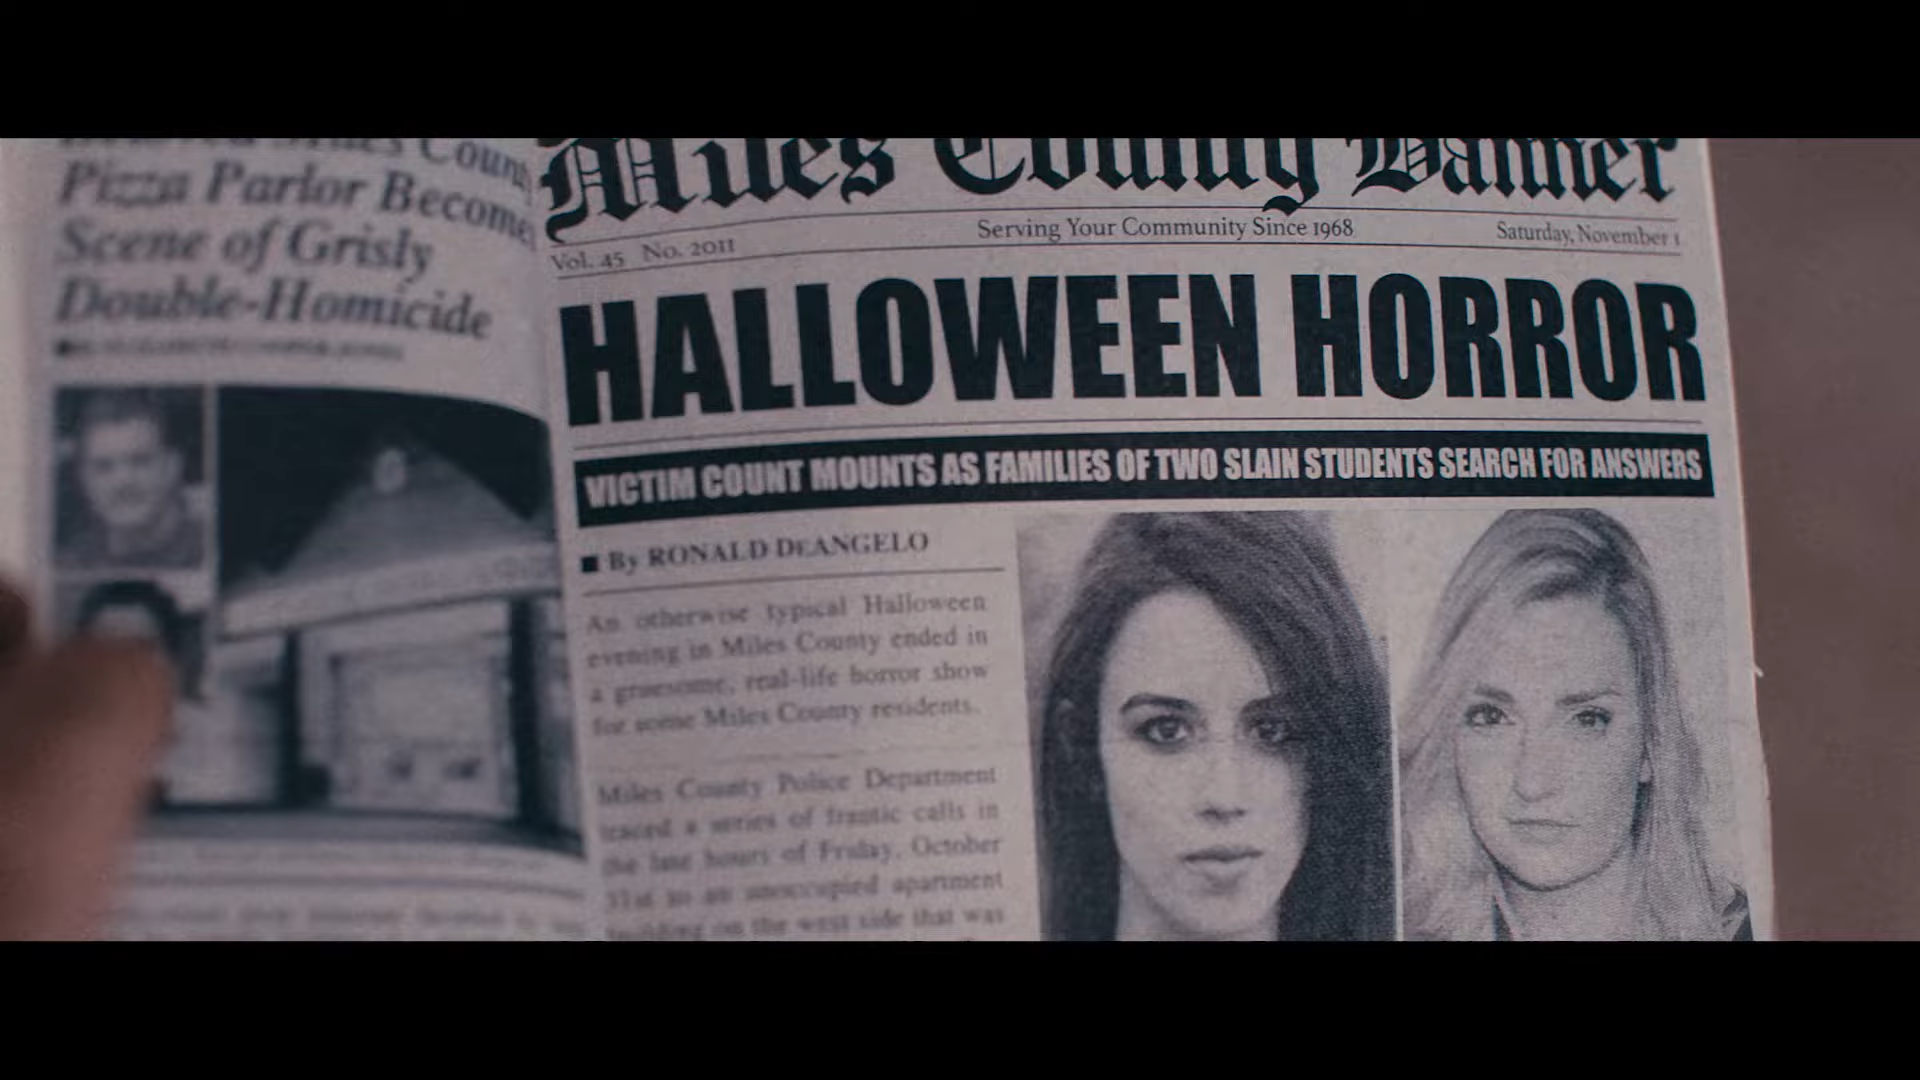 Miles County
Pizza Parlor Becomes
Scene of Grisly
Double-Homicide
Miles County Banner
Vol. 45 No. 2011
Serving Your Community Since 1968
Saturday, November 1
HALLOWEEN HORROR
VICTIM COUNT MOUNTS AS FAMILIES OF TWO SLAIN STUDENTS SEARCH FOR ANSWERS
By RONALD DEANGELO
An otherwise typical Halloween
evening in Miles County ended in
a gruesome, real-life horror show
for some Miles County residents.
Miles County Police Department
traced a series of frantic calls in
the late hours of Friday, October
31st to an unoccupied apartment
building on the west side that was